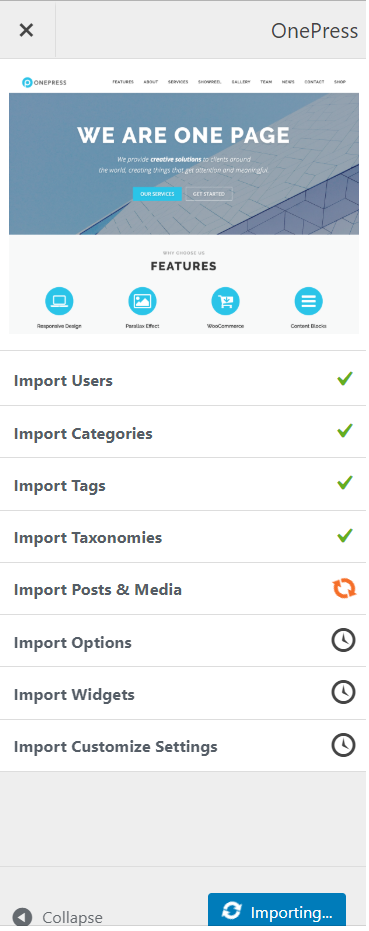 OnePress
ONEPRESS FEATURES ABOUT SERVICES SHOWREEL GALLERY TEAM NEWS CONTACT SHOP
WE ARE ONE PAGE
We provide creative solutions to clients around
the world, creating things that get attention and meaningful.
OUR SERVICES GET STARTED
WHY CHOOSE US
FEATURES
Responsive Design Parallax Effect WooCommerce Content Blocks
Import Users
Import Categories
Import Tags
Import Taxonomies
Import Posts & Media
Import Options
Import Widgets
Import Customize Settings
Collapse Importing...